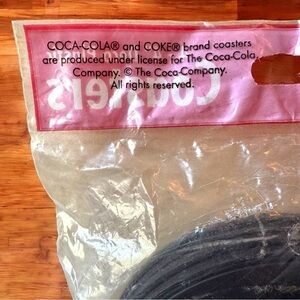 COCA-COLA® and COKE® brand coasters
are produced under license for The Coca-Cola
Company. © The Coca-Company.
All rights reserved.
Coasters